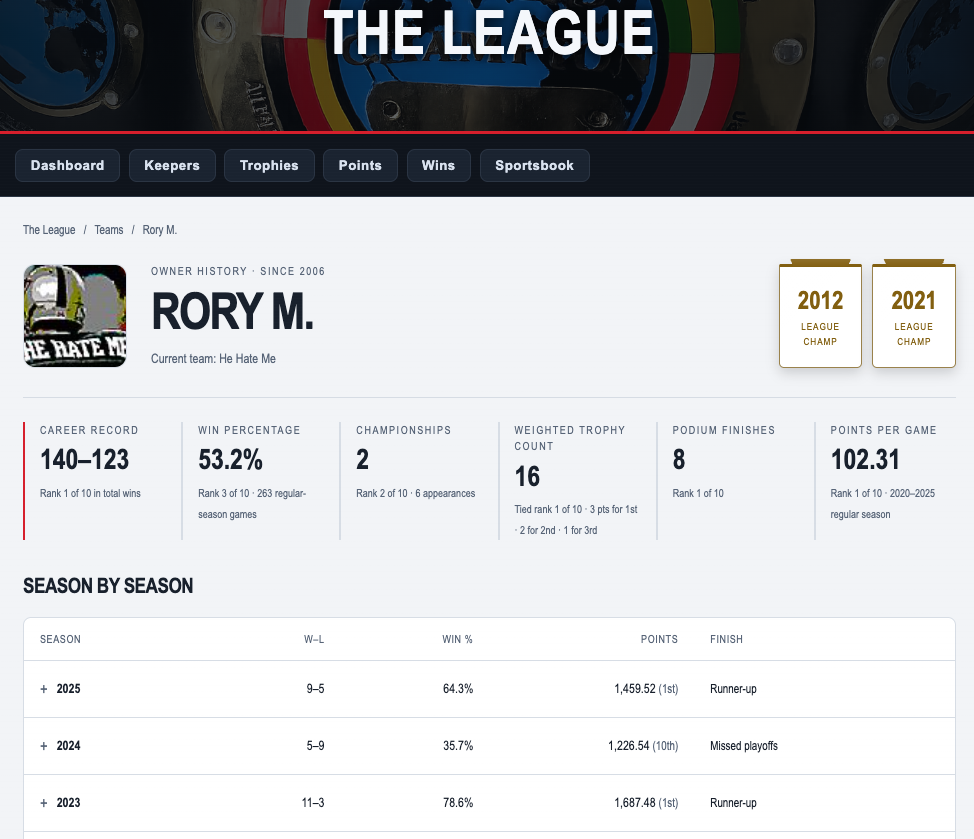 THE LEAGUE
Dashboard
Keepers
Trophies
Points
Wins
Sportsbook
The League / Teams / Rory M.
HE HATE ME
OWNER HISTORY · SINCE 2006
RORY M.
Current team: He Hate Me
2012
LEAGUE
CHAMP
2021
LEAGUE
CHAMP
CAREER RECORD
140–123
Rank 1 of 10 in total wins
WIN PERCENTAGE
53.2%
Rank 3 of 10 · 263 regular-
season games
CHAMPIONSHIPS
2
Rank 2 of 10 · 6 appearances
WEIGHTED TROPHY
COUNT
16
Tied rank 1 of 10 · 3 pts for 1st
· 2 for 2nd · 1 for 3rd
PODIUM FINISHES
8
Rank 1 of 10
POINTS PER GAME
102.31
Rank 1 of 10 · 2020–2025
regular season
SEASON BY SEASON
SEASON W–L WIN % POINTS FINISH
+ 2025 9–5 64.3% 1,459.52 (1st) Runner-up
+ 2024 5–9 35.7% 1,226.54 (10th) Missed playoffs
+ 2023 11–3 78.6% 1,687.48 (1st) Runner-up